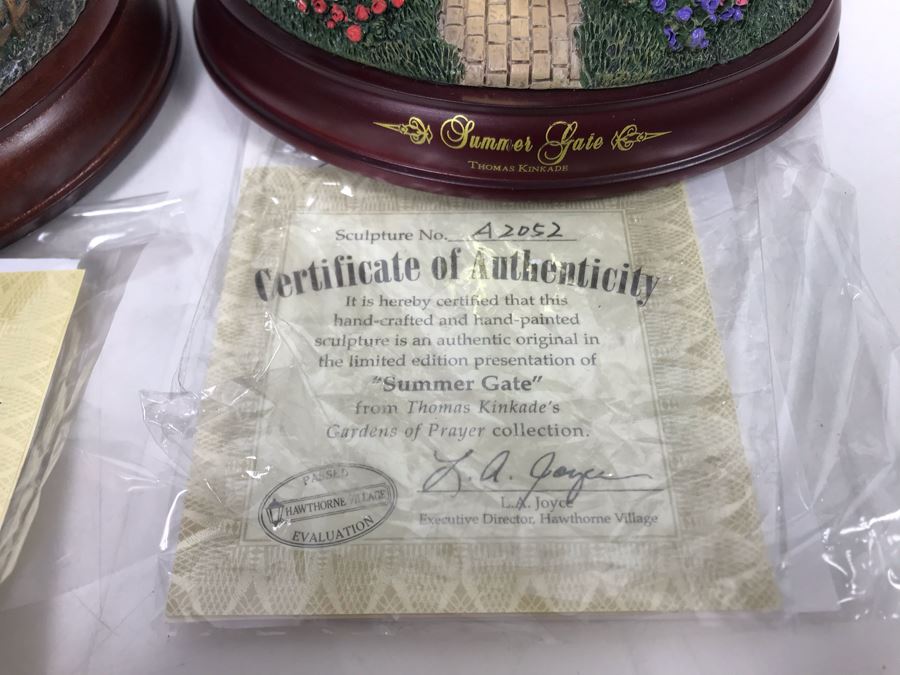 Summer Gate
THOMAS KINKADE
Sculpture No. A2052
Certificate of Authenticity
It is hereby certified that this
hand-crafted and hand-painted
sculpture is an authentic original in
the limited edition presentation of
"Summer Gate"
from Thomas Kinkade's
Gardens of Prayer collection.
L. A. Joyce
L.A. Joyce
Executive Director, Hawthorne Village
PASSED
HAWTHORNE VILLAGE
EVALUATION